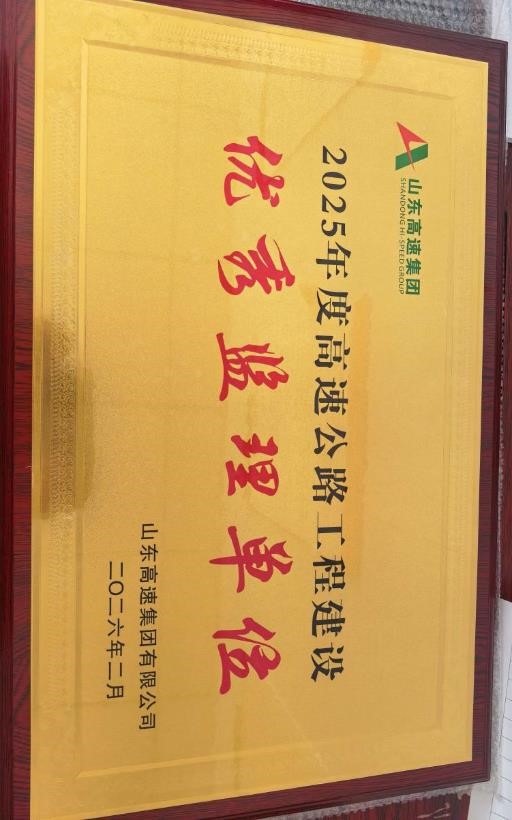 山东高速集团
SHANDONG HI-SPEED GROUP
2025年度高速公路工程建设
优秀监理单位
山东高速集团有限公司
二〇二六年二月